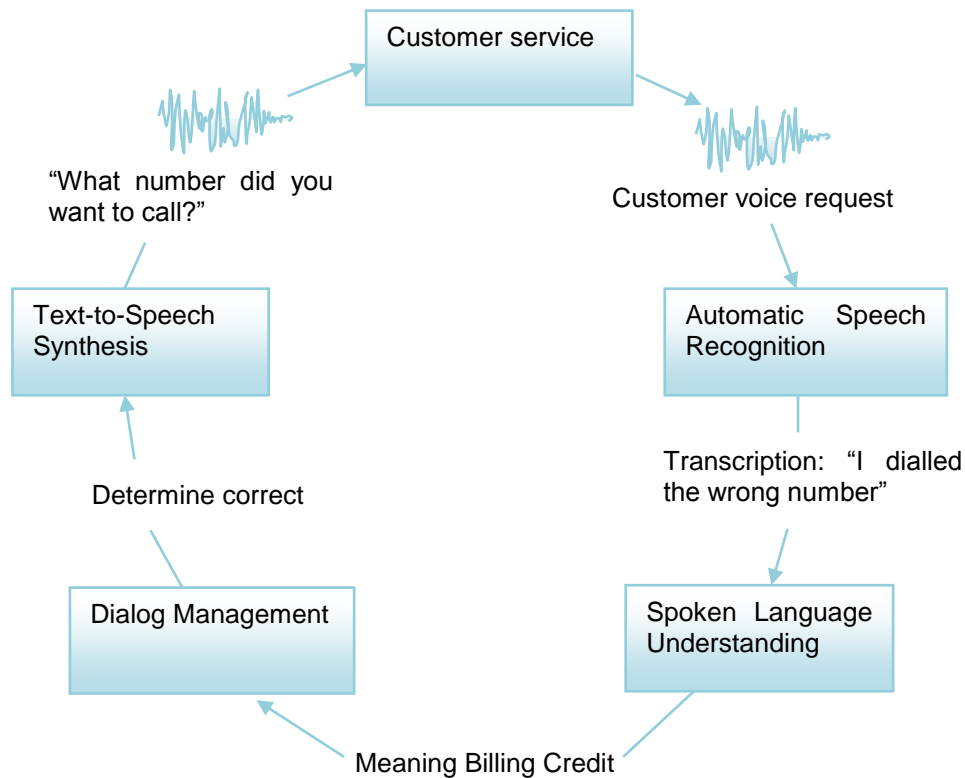 Customer service
“What number did you
want to call?”
Customer voice request
Text-to-Speech
Synthesis
Automatic Speech
Recognition
Determine correct
Transcription: “I dialled
the wrong number”
Dialog Management
Spoken Language
Understanding
Meaning Billing Credit